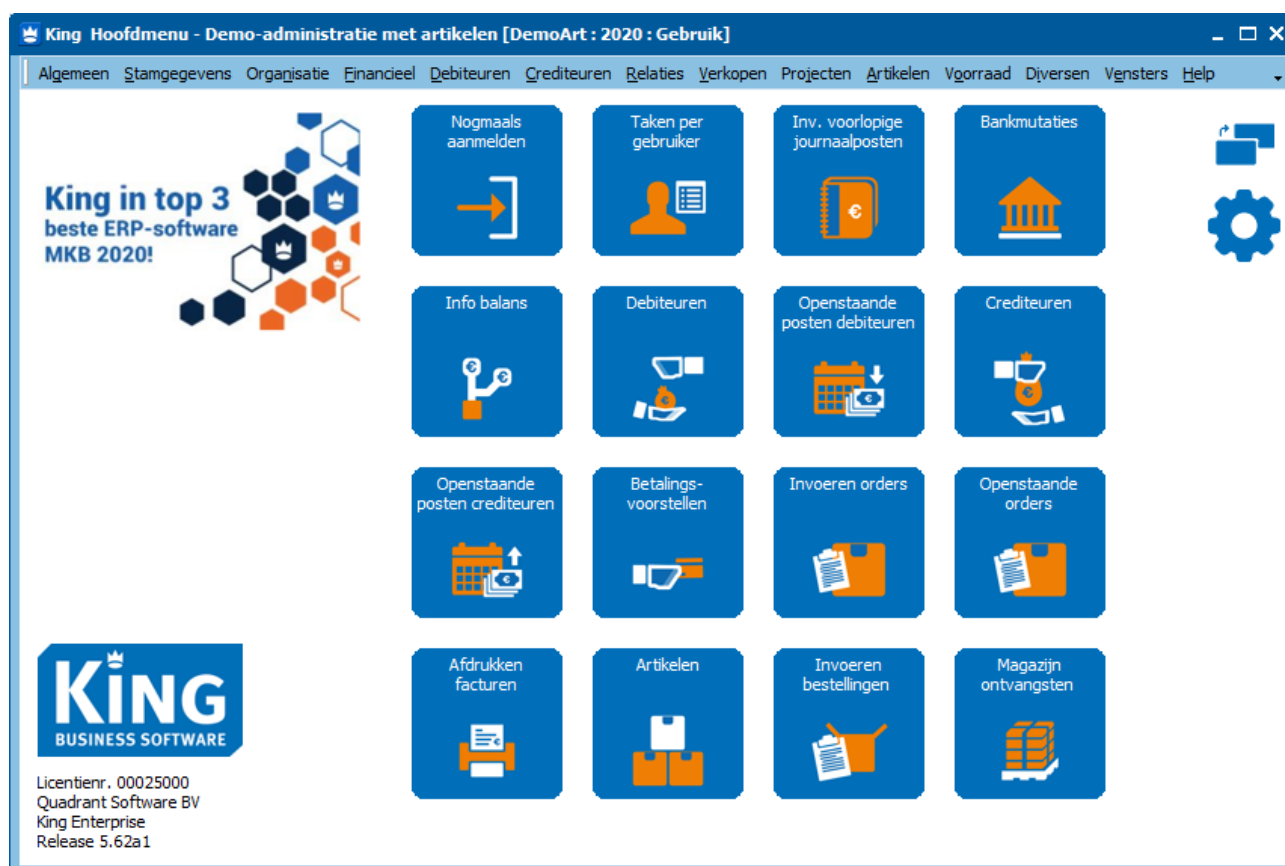 King Hoofdmenu - Demo-administratie met artikelen [DemoArt : 2020 : Gebruik]
Algemeen Stamgegevens Organisatie Financieel Debiteuren Crediteuren Relaties Verkopen Projecten Artikelen Voorraad Diversen Vensters Help
King in top 3
beste ERP-software
MKB 2020!
Nogmaals
aanmelden
Taken per
gebruiker
Inv. voorlopige
journaalposten
Bankmutaties
Info balans
Debiteuren
Openstaande
posten debiteuren
Crediteuren
Openstaande
posten crediteuren
Betalings-
voorstellen
Invoeren orders
Openstaande
orders
Afdrukken
facturen
Artikelen
Invoeren
bestellingen
Magazijn
ontvangsten
KING
BUSINESS SOFTWARE
Licentienr. 00025000
Quadrant Software BV
King Enterprise
Release 5.62a1